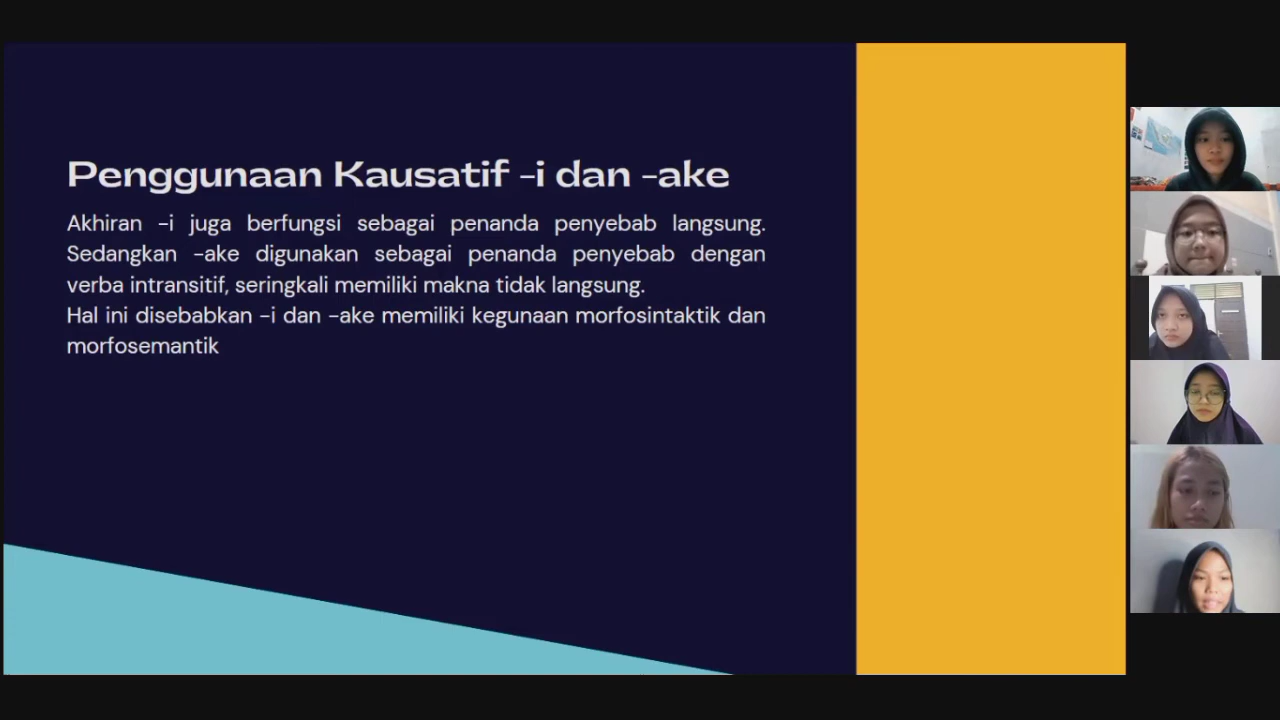 Penggunaan Kausatif -i dan -ake
Akhiran -i juga berfungsi sebagai penanda penyebab langsung.
Sedangkan -ake digunakan sebagai penanda penyebab dengan
verba intransitif, seringkali memiliki makna tidak langsung.
Hal ini disebabkan -i dan -ake memiliki kegunaan morfosintaktik dan
morfosemantik